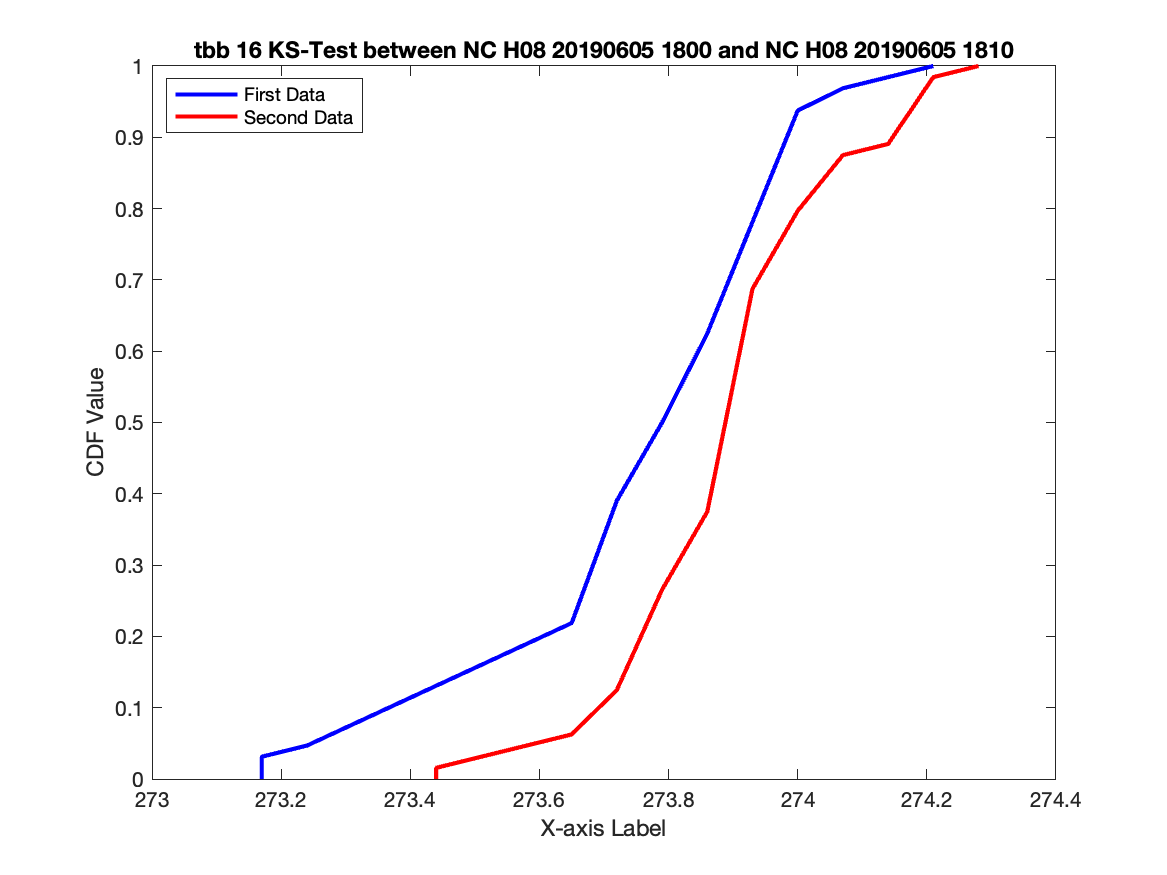 tbb 16 KS-Test between NC H08 20190605 1800 and NC H08 20190605 1810
First Data
Second Data
CDF Value
1
0.9
0.8
0.7
0.6
0.5
0.4
0.3
0.2
0.1
0
273 273.2 273.4 273.6 273.8 274 274.2 274.4
X-axis Label